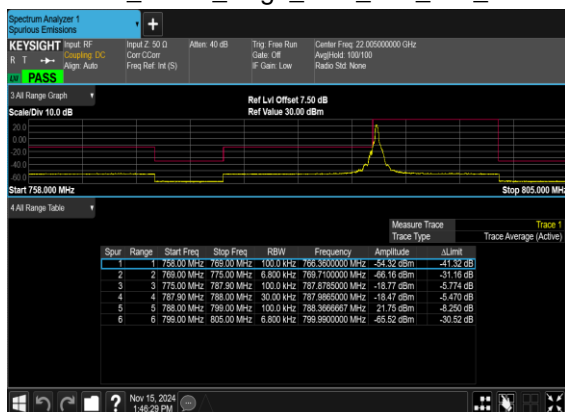 Spectrum Analyzer 1
Spurious Emissions
+
KEYSIGHT Input: RF Input Z: 50 Ω Atten: 40 dB Trig: Free Run Center Freq: 22.005000000 GHz
R T Coupling: DC Corr CCorr Gate: Off Avg|Hold: 100/100
Align: Auto Freq Ref: Int (S) IF Gain: Low Radio Std: None
PASS
3 All Range Graph
Ref Lvl Offset 7.50 dB
Scale/Div 10.0 dB Ref Value 30.00 dBm
20.0
0.00
-20.0
-40.0
-60.0
Start 758.000 MHz Stop 805.000 MHz
4 All Range Table
Measure Trace Trace 1
Trace Type Trace Average (Active)
Spur Range Start Freq Stop Freq RBW Frequency Amplitude ΔLimit
1 1 758.00 MHz 769.00 MHz 100.0 kHz 766.3600000 MHz -54.32 dBm -41.32 dB
2 2 769.00 MHz 775.00 MHz 6.800 kHz 769.7100000 MHz -66.16 dBm -31.16 dB
3 3 775.00 MHz 787.90 MHz 100.0 kHz 787.8785000 MHz -18.77 dBm -5.774 dB
4 4 787.90 MHz 788.00 MHz 30.00 kHz 787.9865000 MHz -18.47 dBm -5.470 dB
5 5 788.00 MHz 799.00 MHz 100.0 kHz 788.3666667 MHz 21.75 dBm -8.250 dB
6 6 799.00 MHz 805.00 MHz 6.800 kHz 799.9900000 MHz -65.52 dBm -30.52 dB
? Nov 15, 2024
1:46:29 PM